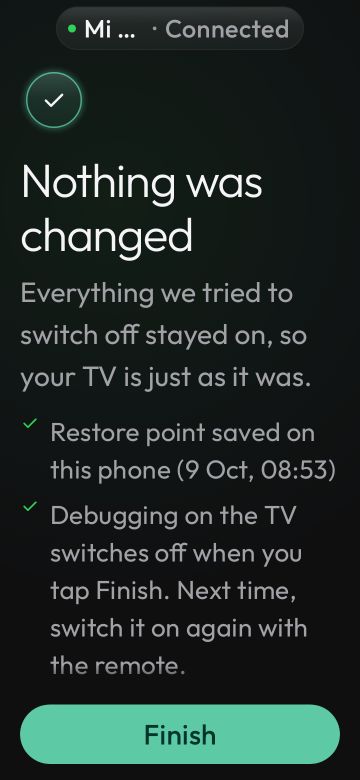 Mi ... · Connected
Nothing was
changed
Everything we tried to
switch off stayed on, so
your TV is just as it was.
Restore point saved on
this phone (9 Oct, 08:53)
Debugging on the TV
switches off when you
tap Finish. Next time,
switch it on again with
the remote.
Finish